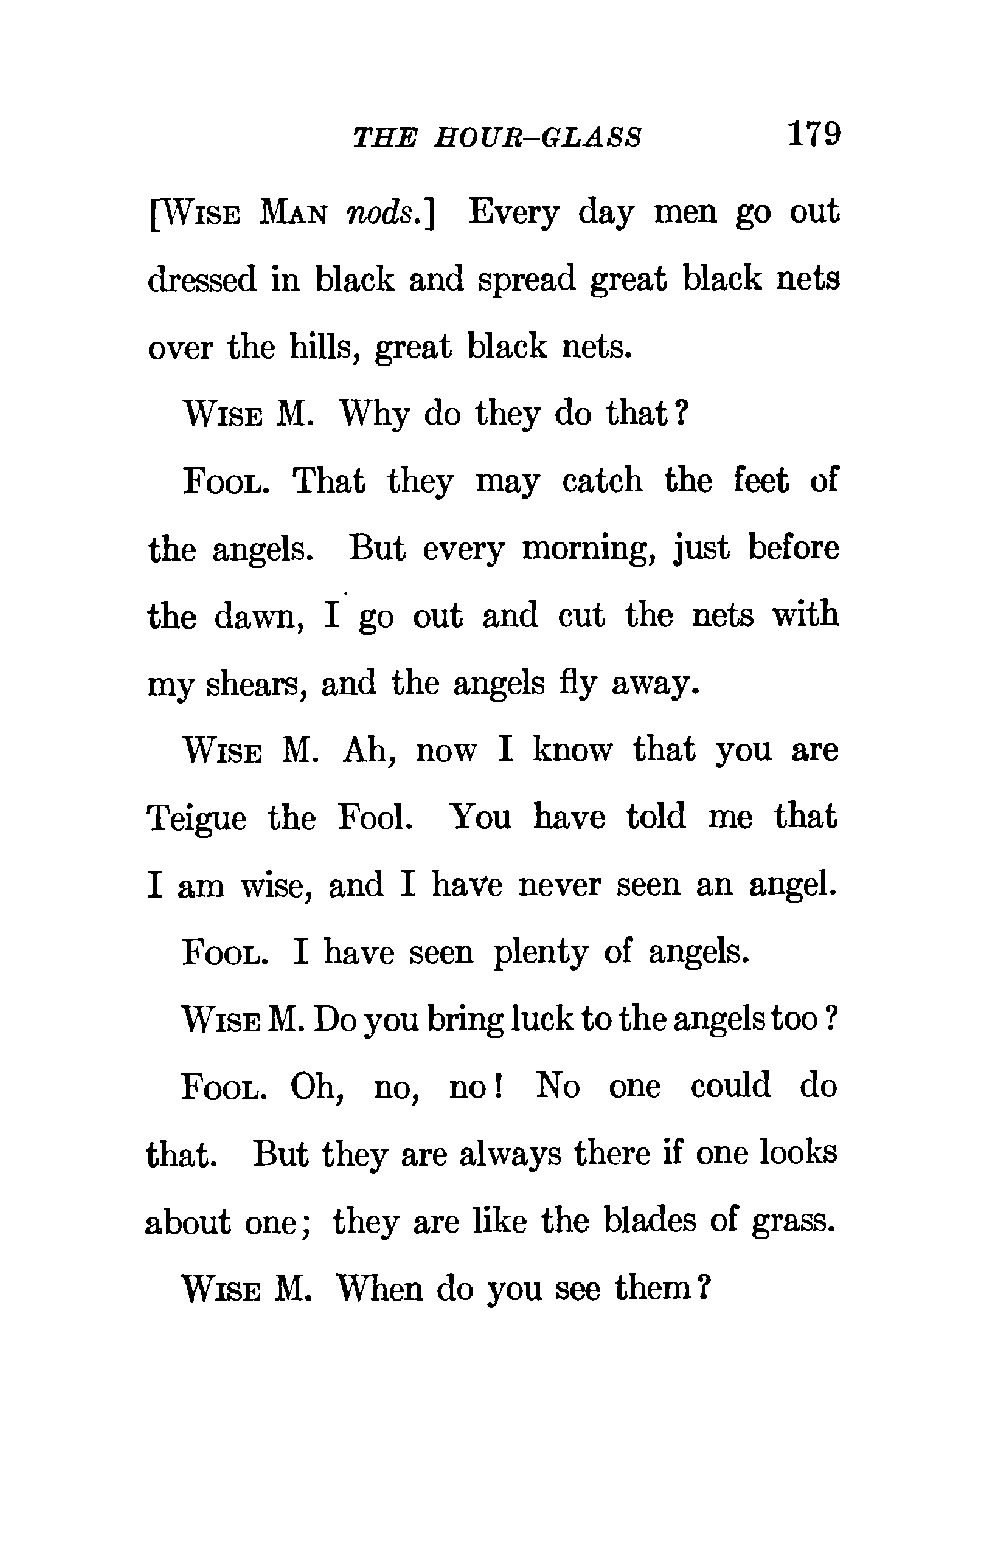 THE HOUR-GLASS 179
[WISE MAN nods.] Every day men go out
dressed in black and spread great black nets
over the hills, great black nets.
WISE M. Why do they do that?
FOOL. That they may catch the feet of
the angels. But every morning, just before
the dawn, I go out and cut the nets with
my shears, and the angels fly away.
WISE M. Ah, now I know that you are
Teigue the Fool. You have told me that
I am wise, and I have never seen an angel.
FOOL. I have seen plenty of angels.
WISE M. Do you bring luck to the angels too?
FOOL. Oh, no, no! No one could do
that. But they are always there if one looks
about one; they are like the blades of grass.
WISE M. When do you see them?